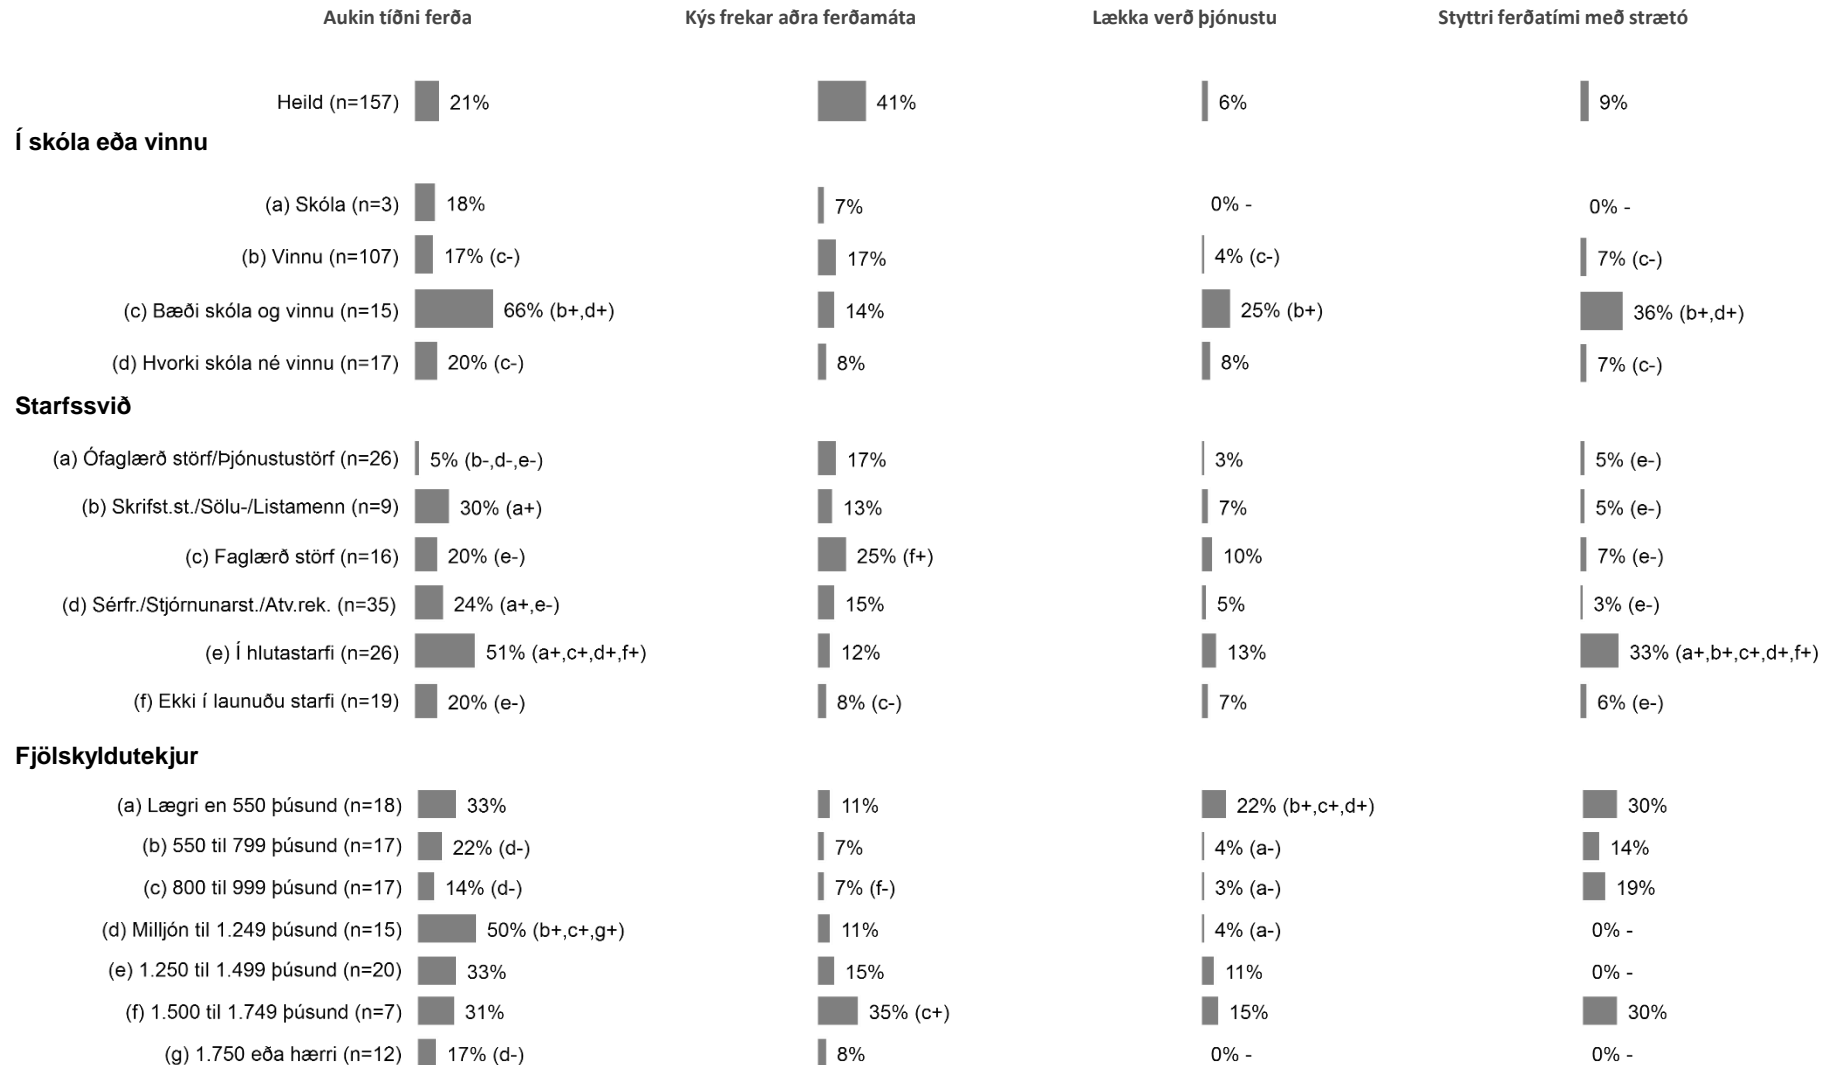 Aukin tíðni ferða Kýs frekar aðra ferðamáta Lækka verð þjónustu Styttri ferðatími með strætó
Heild (n=157) 21% 41% 6% 9%
Í skóla eða vinnu
(a) Skóla (n=3) 18% 7% 0% - 0% -
(b) Vinnu (n=107) 17% (c-) 17% 4% (c-) 7% (c-)
(c) Bæði skóla og vinnu (n=15) 66% (b+,d+) 14% 25% (b+) 36% (b+,d+)
(d) Hvorki skóla né vinnu (n=17) 20% (c-) 8% 8% 7% (c-)
Starfssvið
(a) Ófaglærð störf/Þjónustustörf (n=26) 5% (b-,d-,e-) 17% 3% 5% (e-)
(b) Skrifst.st./Sölu-/Listamenn (n=9) 30% (a+) 13% 7% 5% (e-)
(c) Faglærð störf (n=16) 20% (e-) 25% (f+) 10% 7% (e-)
(d) Sérfr./Stjórnunarst./Atv.rek. (n=35) 24% (a+,e-) 15% 5% 3% (e-)
(e) Í hlutastarfi (n=26) 51% (a+,c+,d+,f+) 12% 13% 33% (a+,b+,c+,d+,f+)
(f) Ekki í launuðu starfi (n=19) 20% (e-) 8% (c-) 7% 6% (e-)
Fjölskyldutekjur
(a) Lægri en 550 þúsund (n=18) 33% 11% 22% (b+,c+,d+) 30%
(b) 550 til 799 þúsund (n=17) 22% (d-) 7% 4% (a-) 14%
(c) 800 til 999 þúsund (n=17) 14% (d-) 7% (f-) 3% (a-) 19%
(d) Milljón til 1.249 þúsund (n=15) 50% (b+,c+,g+) 11% 4% (a-) 0% -
(e) 1.250 til 1.499 þúsund (n=20) 33% 15% 11% 0% -
(f) 1.500 til 1.749 þúsund (n=7) 31% 35% (c+) 15% 30%
(g) 1.750 eða hærri (n=12) 17% (d-) 8% 0% - 0% -